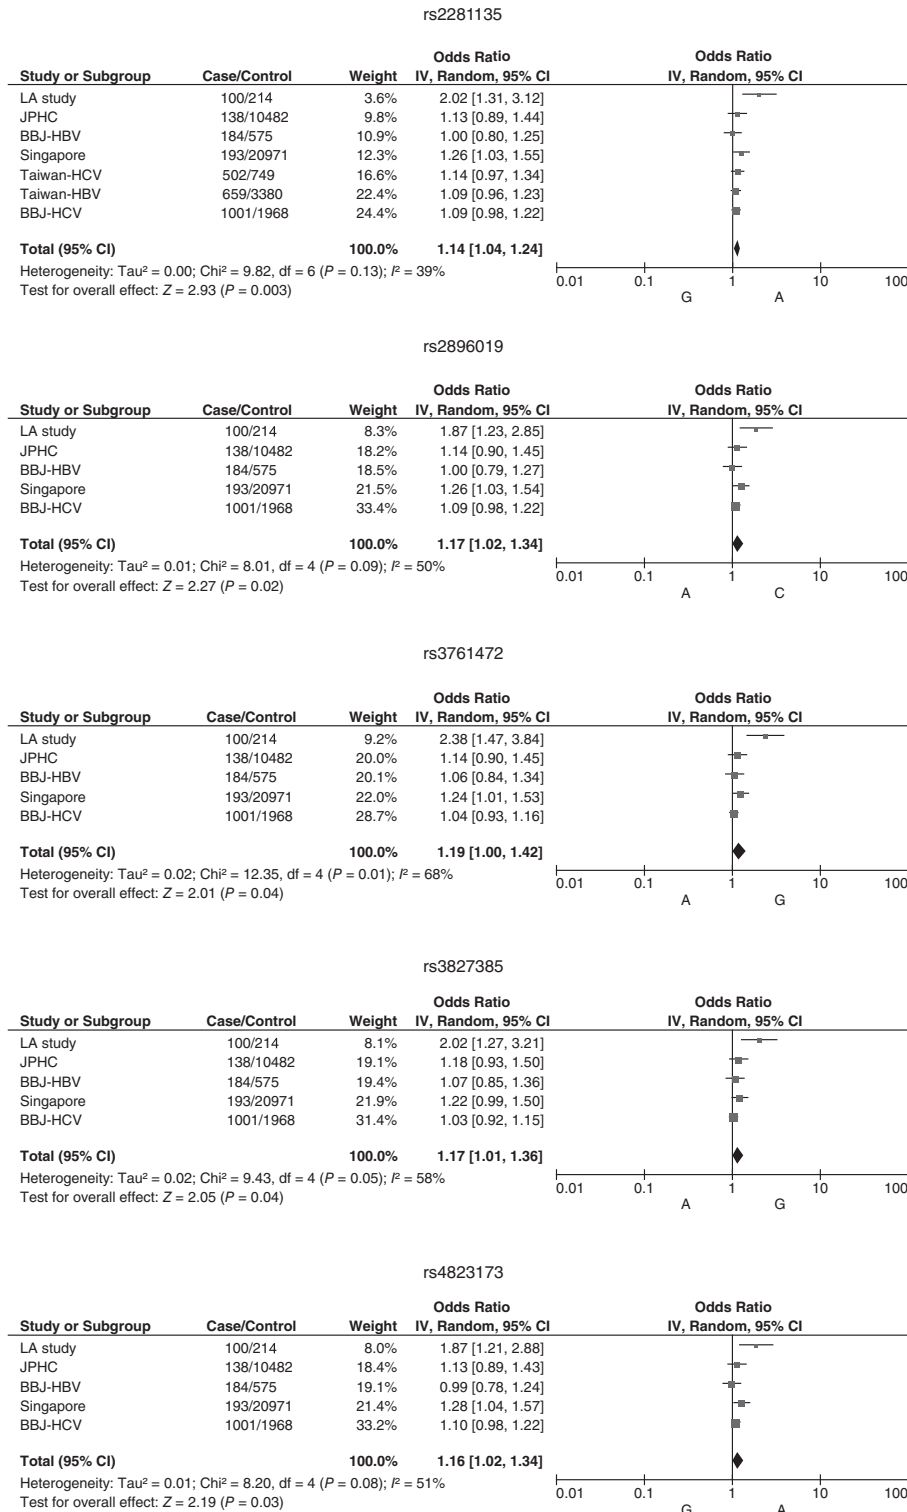 rs2281135
Odds Ratio Odds Ratio
Study or Subgroup Case/Control Weight IV, Random, 95% CI IV, Random, 95% CI
LA study 100/214 3.6% 2.02 [1.31, 3.12]
JPHC 138/10482 9.8% 1.13 [0.89, 1.44]
BBJ-HBV 184/575 10.9% 1.00 [0.80, 1.25]
Singapore 193/20971 12.3% 1.26 [1.03, 1.55]
Taiwan-HCV 502/749 16.6% 1.14 [0.97, 1.34]
Taiwan-HBV 659/3380 22.4% 1.09 [0.96, 1.23]
BBJ-HCV 1001/1968 24.4% 1.09 [0.98, 1.22]
Total (95% CI) 100.0% 1.14 [1.04, 1.24]
Heterogeneity: Tau² = 0.00; Chi² = 9.82, df = 6 (P = 0.13); I² = 39%
Test for overall effect: Z = 2.93 (P = 0.003)
0.01 0.1 1 10 100
G A
rs2896019
Odds Ratio Odds Ratio
Study or Subgroup Case/Control Weight IV, Random, 95% CI IV, Random, 95% CI
LA study 100/214 8.3% 1.87 [1.23, 2.85]
JPHC 138/10482 18.2% 1.14 [0.90, 1.45]
BBJ-HBV 184/575 18.5% 1.00 [0.79, 1.27]
Singapore 193/20971 21.5% 1.26 [1.03, 1.54]
BBJ-HCV 1001/1968 33.4% 1.09 [0.98, 1.22]
Total (95% CI) 100.0% 1.17 [1.02, 1.34]
Heterogeneity: Tau² = 0.01; Chi² = 8.01, df = 4 (P = 0.09); I² = 50%
Test for overall effect: Z = 2.27 (P = 0.02)
0.01 0.1 1 10 100
A C
rs3761472
Odds Ratio Odds Ratio
Study or Subgroup Case/Control Weight IV, Random, 95% CI IV, Random, 95% CI
LA study 100/214 9.2% 2.38 [1.47, 3.84]
JPHC 138/10482 20.0% 1.14 [0.90, 1.45]
BBJ-HBV 184/575 20.1% 1.06 [0.84, 1.34]
Singapore 193/20971 22.0% 1.24 [1.01, 1.53]
BBJ-HCV 1001/1968 28.7% 1.04 [0.93, 1.16]
Total (95% CI) 100.0% 1.19 [1.00, 1.42]
Heterogeneity: Tau² = 0.02; Chi² = 12.35, df = 4 (P = 0.01); I² = 68%
Test for overall effect: Z = 2.01 (P = 0.04)
0.01 0.1 1 10 100
A G
rs3827385
Odds Ratio Odds Ratio
Study or Subgroup Case/Control Weight IV, Random, 95% CI IV, Random, 95% CI
LA study 100/214 8.1% 2.02 [1.27, 3.21]
JPHC 138/10482 19.1% 1.18 [0.93, 1.50]
BBJ-HBV 184/575 19.4% 1.07 [0.85, 1.36]
Singapore 193/20971 21.9% 1.22 [0.99, 1.50]
BBJ-HCV 1001/1968 31.4% 1.03 [0.92, 1.15]
Total (95% CI) 100.0% 1.17 [1.01, 1.36]
Heterogeneity: Tau² = 0.02; Chi² = 9.43, df = 4 (P = 0.05); I² = 58%
Test for overall effect: Z = 2.05 (P = 0.04)
0.01 0.1 1 10 100
A G
rs4823173
Odds Ratio Odds Ratio
Study or Subgroup Case/Control Weight IV, Random, 95% CI IV, Random, 95% CI
LA study 100/214 8.0% 1.87 [1.21, 2.88]
JPHC 138/10482 18.4% 1.13 [0.89, 1.43]
BBJ-HBV 184/575 19.1% 0.99 [0.78, 1.24]
Singapore 193/20971 21.4% 1.28 [1.04, 1.57]
BBJ-HCV 1001/1968 33.2% 1.10 [0.98, 1.22]
Total (95% CI) 100.0% 1.16 [1.02, 1.34]
Heterogeneity: Tau² = 0.01; Chi² = 8.20, df = 4 (P = 0.08); I² = 51%
Test for overall effect: Z = 2.19 (P = 0.03)
0.01 0.1 1 10 100
G A